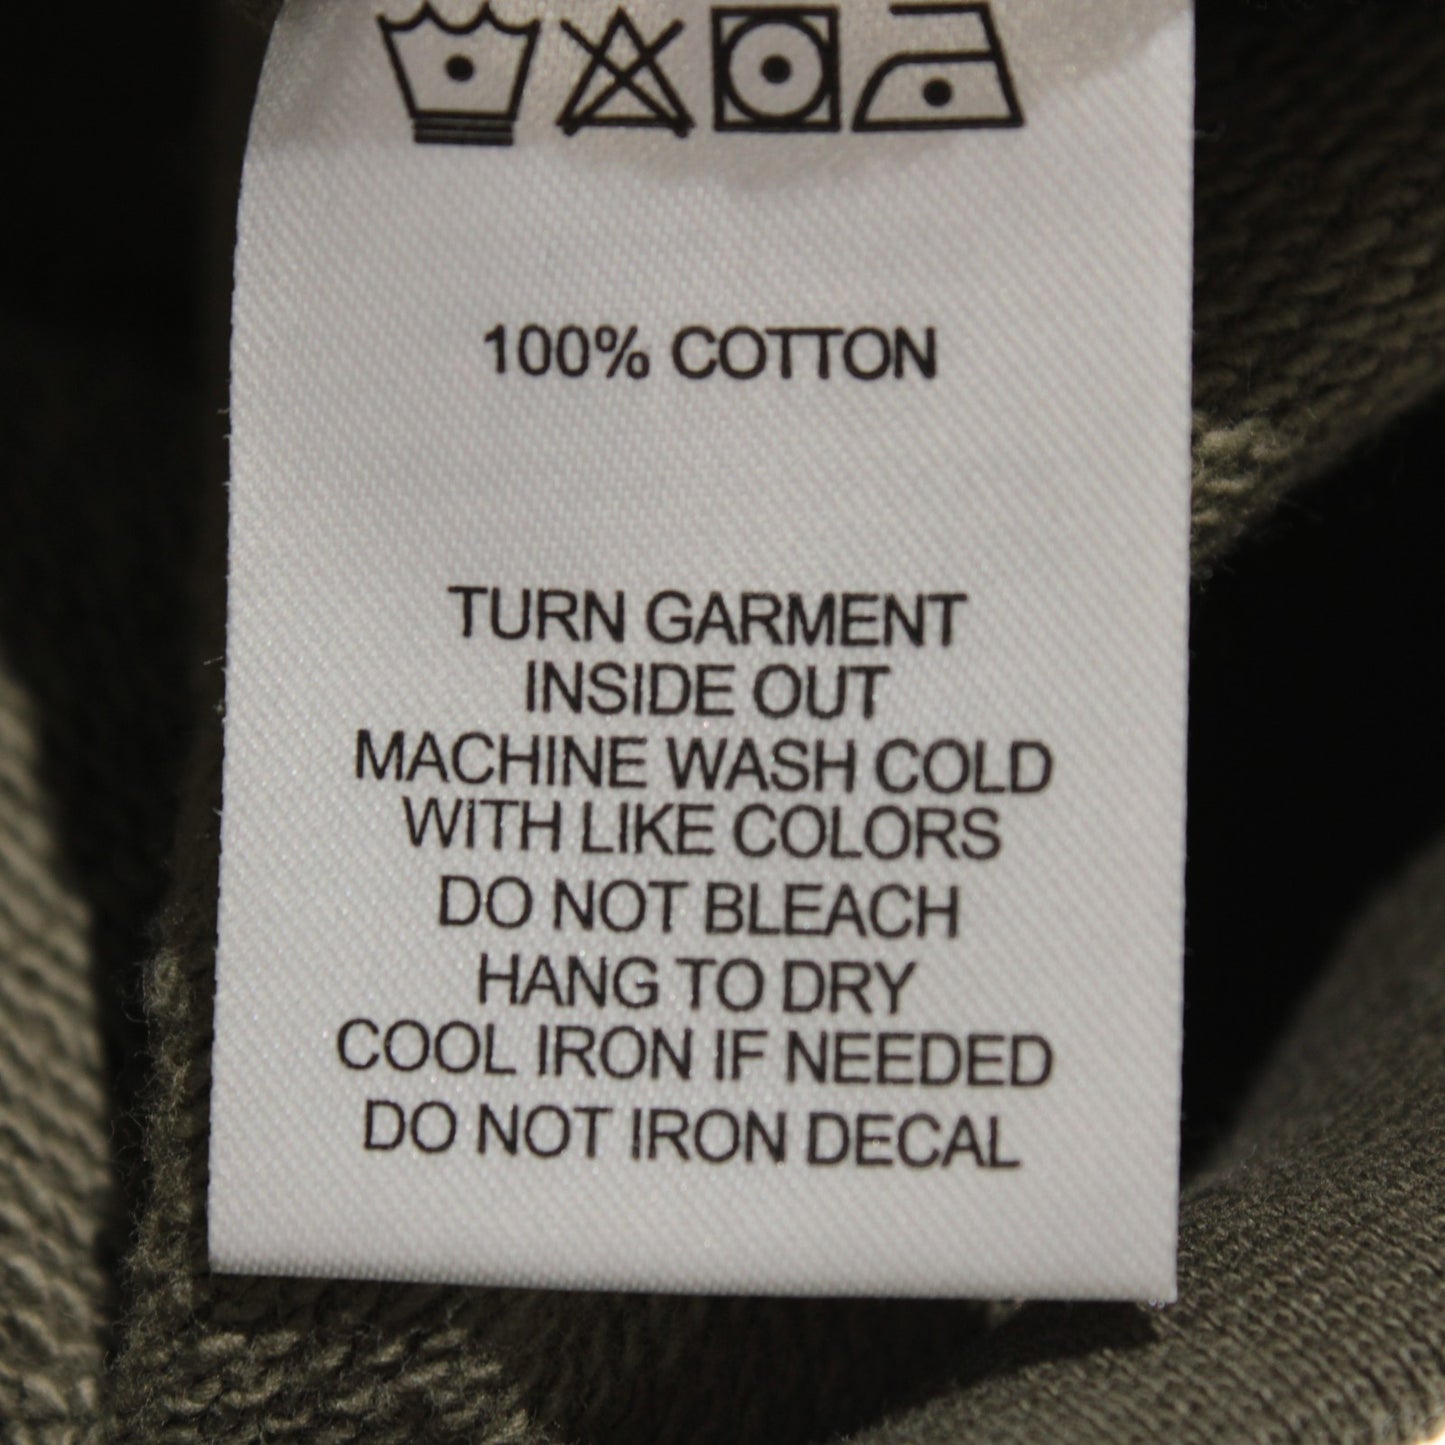 100% COTTON
TURN GARMENT
INSIDE OUT
MACHINE WASH COLD
WITH LIKE COLORS
DO NOT BLEACH
HANG TO DRY
COOL IRON IF NEEDED
DO NOT IRON DECAL